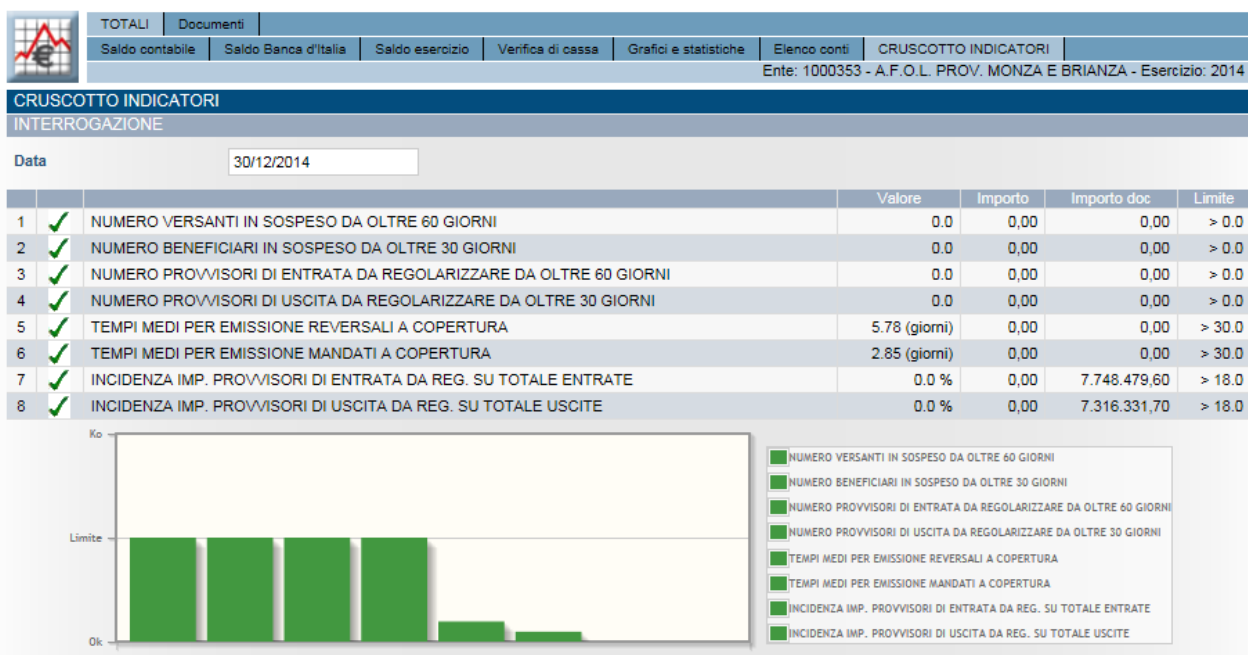 TOTALI Documenti
Saldo contabile Saldo Banca d'Italia Saldo esercizio Verifica di cassa Grafici e statistiche Elenco conti CRUSCOTTO INDICATORI
Ente: 1000353 - A.F.O.L. PROV. MONZA E BRIANZA - Esercizio: 2014
CRUSCOTTO INDICATORI
INTERROGAZIONE
Data 30/12/2014
Valore Importo Importo doc Limite
1 NUMERO VERSANTI IN SOSPESO DA OLTRE 60 GIORNI 0.0 0,00 0,00 > 0.0
2 NUMERO BENEFICIARI IN SOSPESO DA OLTRE 30 GIORNI 0.0 0,00 0,00 > 0.0
3 NUMERO PROVVISORI DI ENTRATA DA REGOLARIZZARE DA OLTRE 60 GIORNI 0.0 0,00 0,00 > 0.0
4 NUMERO PROVVISORI DI USCITA DA REGOLARIZZARE DA OLTRE 30 GIORNI 0.0 0,00 0,00 > 0.0
5 TEMPI MEDI PER EMISSIONE REVERSALI A COPERTURA 5.78 (giorni) 0,00 0,00 > 30.0
6 TEMPI MEDI PER EMISSIONE MANDATI A COPERTURA 2.85 (giorni) 0,00 0,00 > 30.0
7 INCIDENZA IMP. PROVVISORI DI ENTRATA DA REG. SU TOTALE ENTRATE 0.0 % 0,00 7.748.479,60 > 18.0
8 INCIDENZA IMP. PROVVISORI DI USCITA DA REG. SU TOTALE USCITE 0.0 % 0,00 7.316.331,70 > 18.0
Ko
Limite
Ok
NUMERO VERSANTI IN SOSPESO DA OLTRE 60 GIORNI
NUMERO BENEFICIARI IN SOSPESO DA OLTRE 30 GIORNI
NUMERO PROVVISORI DI ENTRATA DA REGOLARIZZARE DA OLTRE 60 GIORNI
NUMERO PROVVISORI DI USCITA DA REGOLARIZZARE DA OLTRE 30 GIORNI
TEMPI MEDI PER EMISSIONE REVERSALI A COPERTURA
TEMPI MEDI PER EMISSIONE MANDATI A COPERTURA
INCIDENZA IMP. PROVVISORI DI ENTRATA DA REG. SU TOTALE ENTRATE
INCIDENZA IMP. PROVVISORI DI USCITA DA REG. SU TOTALE USCITE